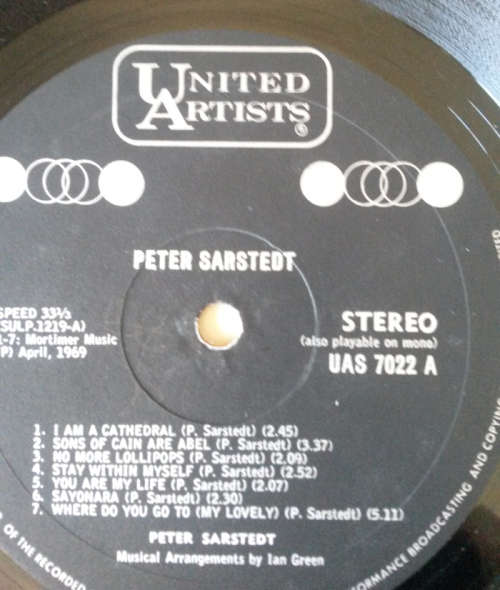 UNITED
ARTISTS®
PETER SARSTEDT
SPEED 33⅓
(SULP.1219-A)
1-7: Mortimer Music
(P) April, 1969
STEREO
(also playable on mono)
UAS 7022 A
1. I AM A CATHEDRAL (P. Sarstedt) (2.45)
2. SONS OF CAIN ARE ABEL (P. Sarstedt) (3.37)
3. NO MORE LOLLIPOPS (P. Sarstedt) (2.09)
4. STAY WITHIN MYSELF (P. Sarstedt) (2.52)
5. YOU ARE MY LIFE (P. Sarstedt) (2.07)
6. SAYONARA (P. Sarstedt) (2.30)
7. WHERE DO YOU GO TO (MY LOVELY) (P. Sarstedt) (5.11)
PETER SARSTEDT
Musical Arrangements by Ian Green
OF THE RECORDED
PERFORMANCE BROADCASTING AND COPYING